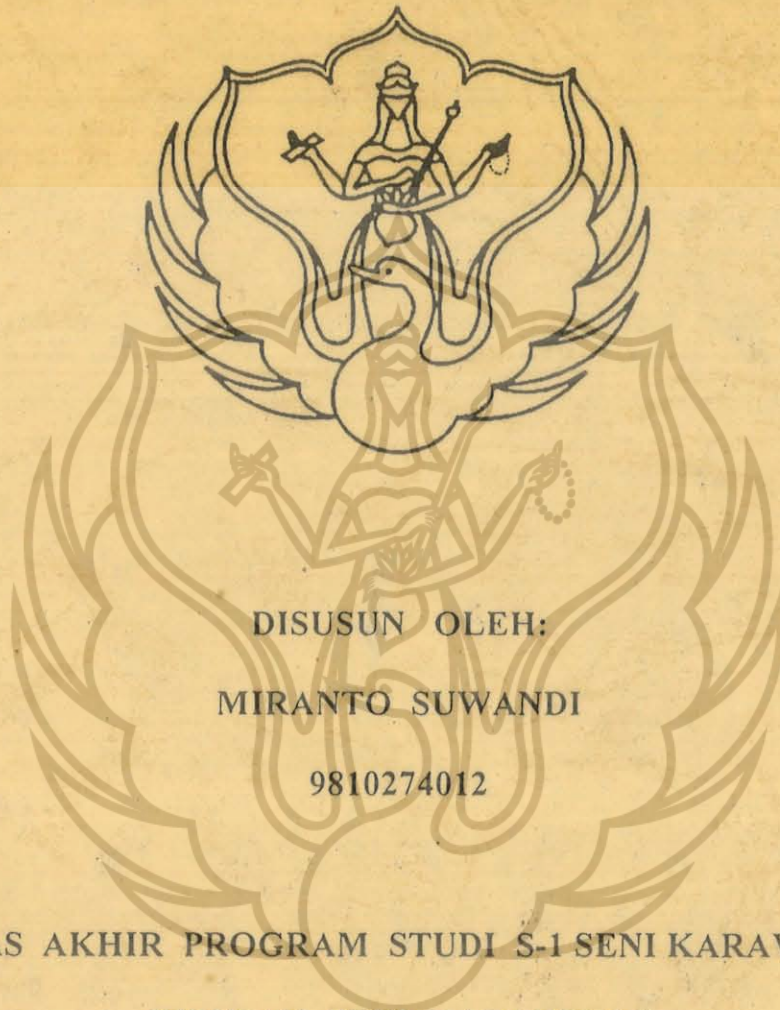 DISUSUN OLEH:
MIRANTO SUWANDI
9810274012
AKHIR PROGRAM STUDI S-1 SENI